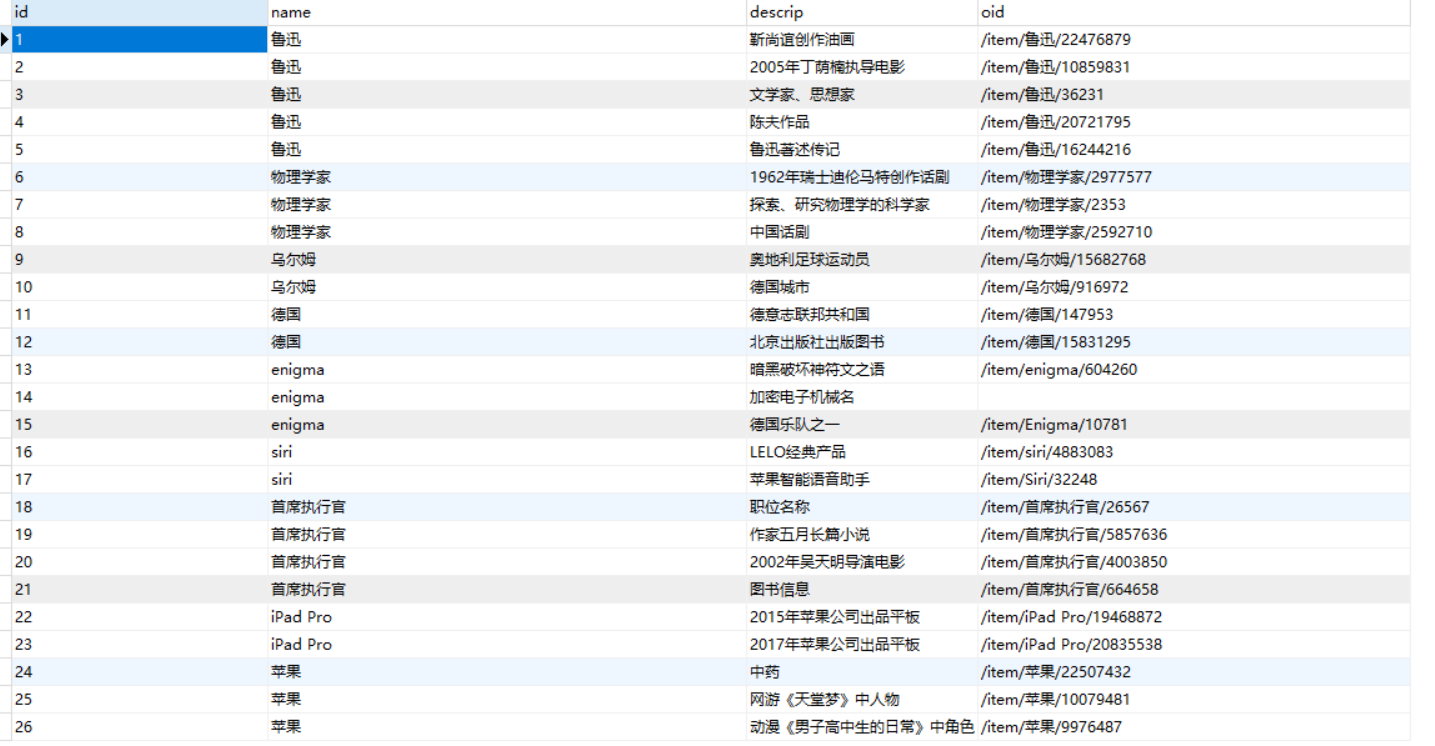 id name descrip oid
1 鲁迅 靳尚谊创作油画 /item/鲁迅/22476879
2 鲁迅 2005年丁荫楠执导电影 /item/鲁迅/10859831
3 鲁迅 文学家、思想家 /item/鲁迅/36231
4 鲁迅 陈夫作品 /item/鲁迅/20721795
5 鲁迅 鲁迅著述传记 /item/鲁迅/16244216
6 物理学家 1962年瑞士迪伦马特创作话剧 /item/物理学家/2977577
7 物理学家 探索、研究物理学的科学家 /item/物理学家/2353
8 物理学家 中国话剧 /item/物理学家/2592710
9 乌尔姆 奥地利足球运动员 /item/乌尔姆/15682768
10 乌尔姆 德国城市 /item/乌尔姆/916972
11 德国 德意志联邦共和国 /item/德国/147953
12 德国 北京出版社出版图书 /item/德国/15831295
13 enigma 暗黑破坏神符文之语 /item/enigma/604260
14 enigma 加密电子机械名
15 enigma 德国乐队之一 /item/Enigma/10781
16 siri LELO经典产品 /item/siri/4883083
17 siri 苹果智能语音助手 /item/Siri/32248
18 首席执行官 职位名称 /item/首席执行官/26567
19 首席执行官 作家五月长篇小说 /item/首席执行官/5857636
20 首席执行官 2002年吴天明导演电影 /item/首席执行官/4003850
21 首席执行官 图书信息 /item/首席执行官/664658
22 iPad Pro 2015年苹果公司出品平板 /item/iPad Pro/19468872
23 iPad Pro 2017年苹果公司出品平板 /item/iPad Pro/20835538
24 苹果 中药 /item/苹果/22507432
25 苹果 网游《天堂梦》中人物 /item/苹果/10079481
26 苹果 动漫《男子高中生的日常》中角色 /item/苹果/9976487